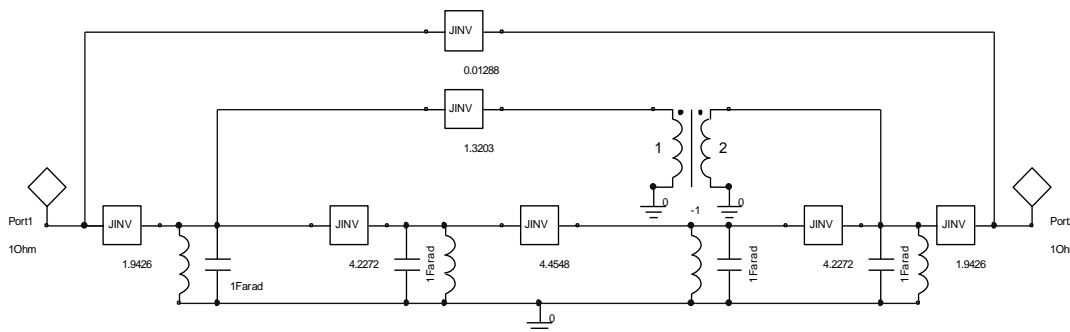 JINV
0.01288
JINV
1.3203
1
2
0
0
-1
Port1
1Ohm
JINV
1.9426
1Farad
JINV
4.2272
1Farad
JINV
4.4548
1Farad
JINV
4.2272
1Farad
JINV
1.9426
Port
1Oh
0